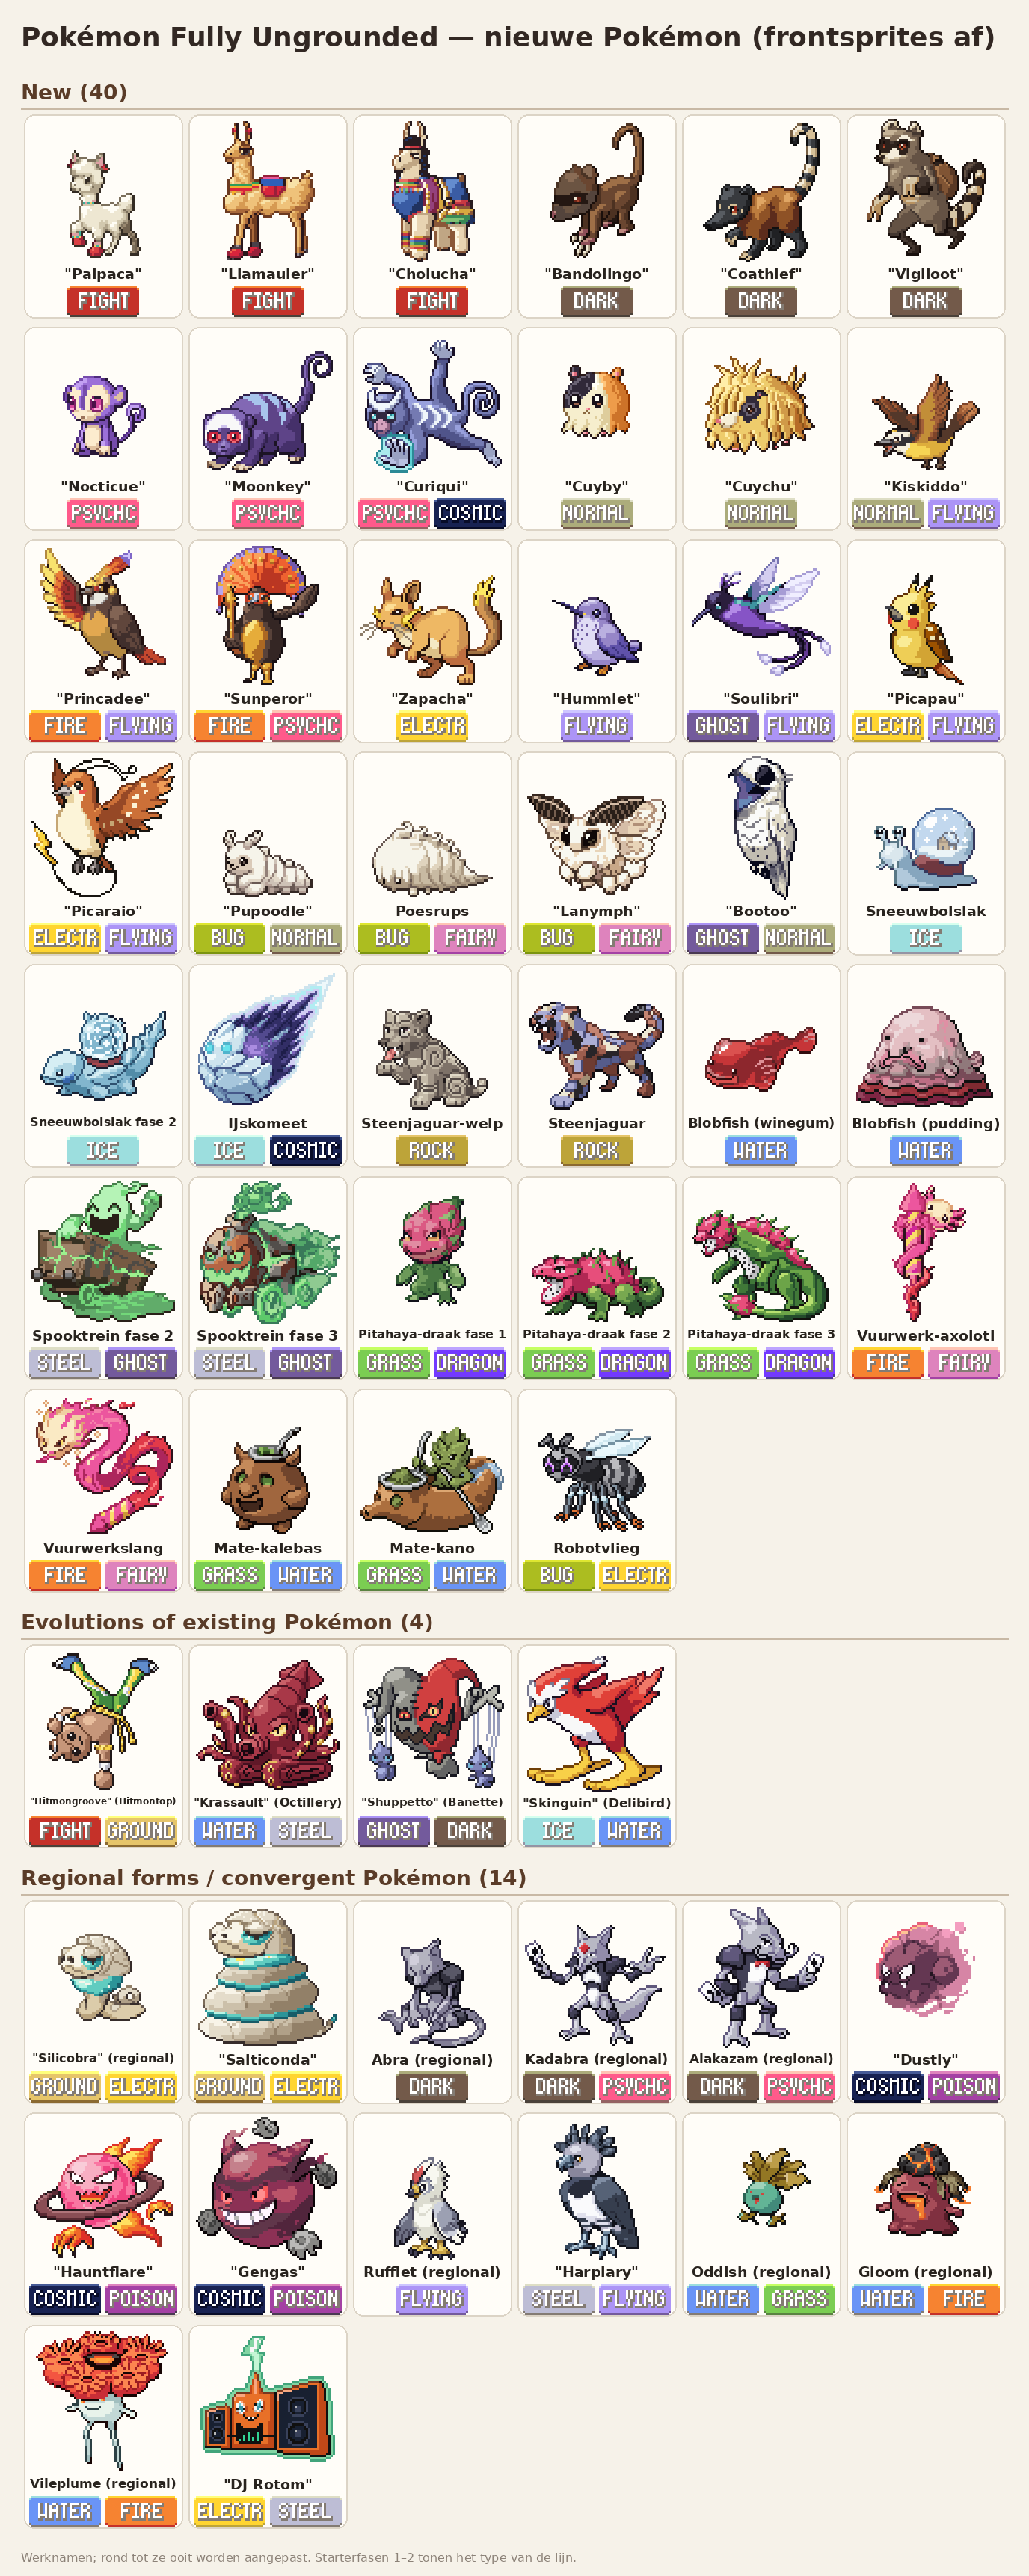 Pokémon Fully Ungrounded — nieuwe Pokémon (frontsprites af)
New (40)
"Palpaca" "Llamauler" "Cholucha" "Bandolingo" "Coathief" "Vigiloot"
FIGHT FIGHT FIGHT DARK DARK DARK
"Nocticue" "Moonkey" "Curiqui" "Cuyby" "Cuychu" "Kiskiddo"
PSYCHC PSYCHC PSYCHC COSMIC NORMAL NORMAL NORMAL FLYING
"Princadee" "Sunperor" "Zapacha" "Hummlet" "Soulibri" "Picapau"
FIRE FLYING FIRE PSYCHC ELECTR FLYING GHOST FLYING ELECTR FLYING
"Picaraio" "Pupoodle" Poesrups "Lanymph" "Bootoo" Sneeuwbolslak
ELECTR FLYING BUG NORMAL BUG FAIRY BUG FAIRY GHOST NORMAL ICE
Sneeuwbolslak fase 2 IJskomeet Steenjaguar-welp Steenjaguar Blobfish (winegum) Blobfish (pudding)
ICE ICE COSMIC ROCK ROCK WATER WATER
Spooktrein fase 2 Spooktrein fase 3 Pitahaya-draak fase 1 Pitahaya-draak fase 2 Pitahaya-draak fase 3 Vuurwerk-axolotl
STEEL GHOST STEEL GHOST GRASS DRAGON GRASS DRAGON GRASS DRAGON FIRE FAIRY
Vuurwerkslang Mate-kalebas Mate-kano Robotvlieg
FIRE FAIRY GRASS WATER GRASS WATER BUG ELECTR
Evolutions of existing Pokémon (4)
"Hitmongroove" (Hitmontop) "Krassault" (Octillery) "Shuppetto" (Banette) "Skinguin" (Delibird)
FIGHT GROUND WATER STEEL GHOST DARK ICE WATER
Regional forms / convergent Pokémon (14)
"Silicobra" (regional) "Salticonda" Abra (regional) Kadabra (regional) Alakazam (regional) "Dustly"
GROUND ELECTR GROUND ELECTR DARK DARK PSYCHC DARK PSYCHC COSMIC POISON
"Hauntflare" "Gengas" Rufflet (regional) "Harpiary" Oddish (regional) Gloom (regional)
COSMIC POISON COSMIC POISON FLYING STEEL FLYING WATER GRASS WATER FIRE
Vileplume (regional) "DJ Rotom"
WATER FIRE ELECTR STEEL
Werknamen; rond tot ze ooit worden aangepast. Starterfasen 1–2 tonen het type van de lijn.